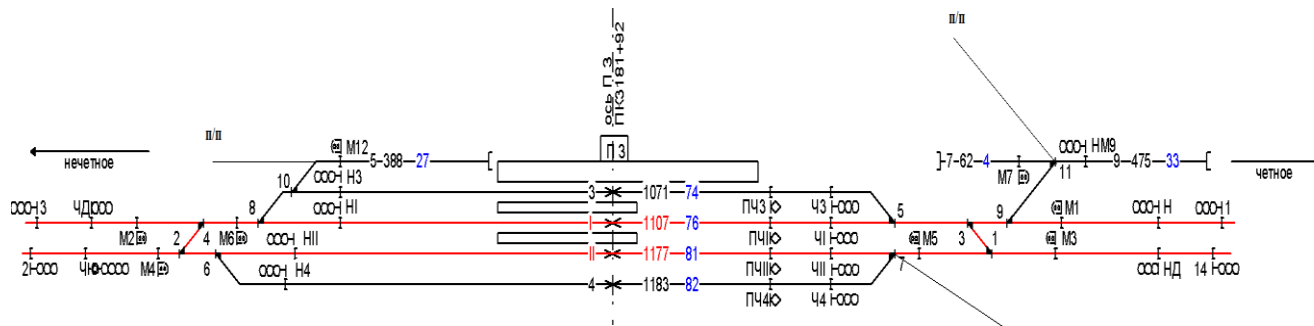 п/п
ось П 3
ПК3181+92
п/п
М12
5-388-27
П 3
7-62-4
НМ9
9-475-33
нечетное
М7
11
четное
10
Н3
3
1071-74
3
ЧД
8
НI
I
1107-76
ПЧ3
Ч3
5
9
М1
Н
1
М2
2
4
М6
НII
ПЧI
ЧI
М5
3
1
М3
2
Ч
М4
6
Н4
II
1177-81
ПЧII
ЧII
7
НД
14
4
1183-82
ПЧ4
Ч4